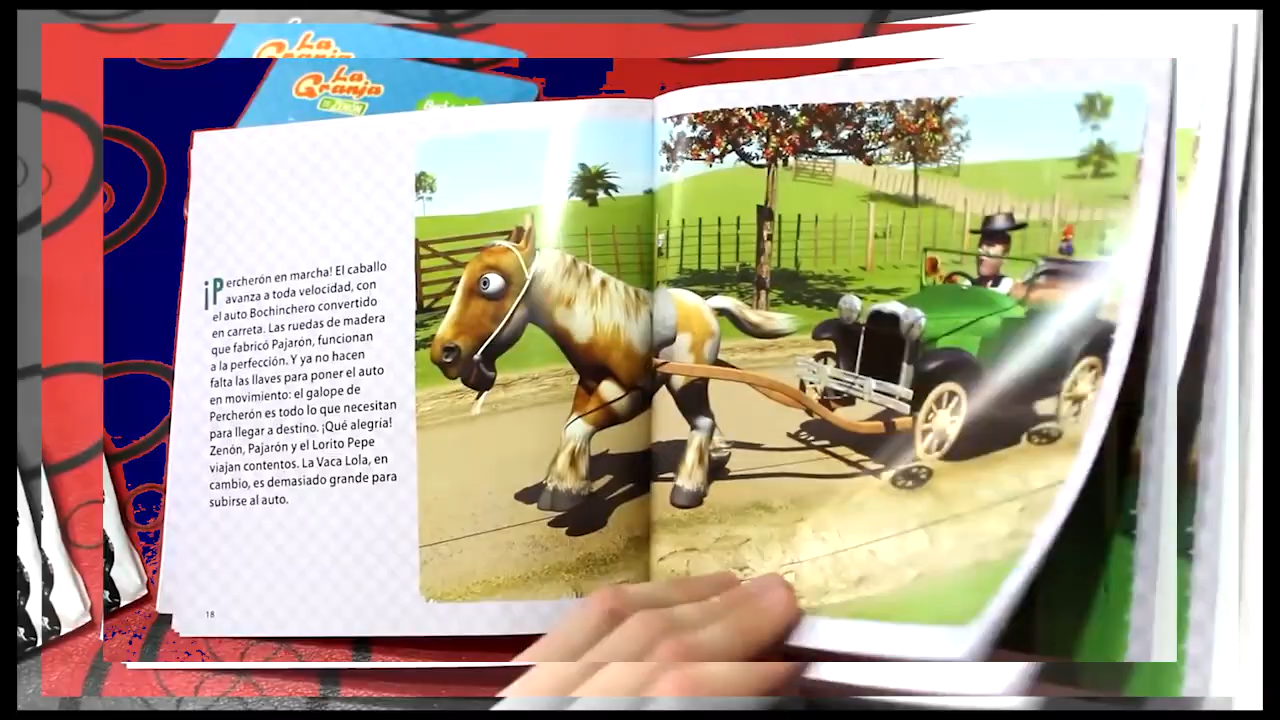 La
Granja
DE ZENÓN
¡Percherón en marcha! El caballo
avanza a toda velocidad, con
el auto Bochinchero convertido
en carreta. Las ruedas de madera
que fabricó Pajarón, funcionan
a la perfección. Y ya no hacen
falta las llaves para poner el auto
en movimiento: el galope de
Percherón es todo lo que necesitan
para llegar a destino. ¡Qué alegría!
Zenón, Pajarón y el Lorito Pepe
viajan contentos. La Vaca Lola, en
cambio, es demasiado grande para
subirse al auto.
18